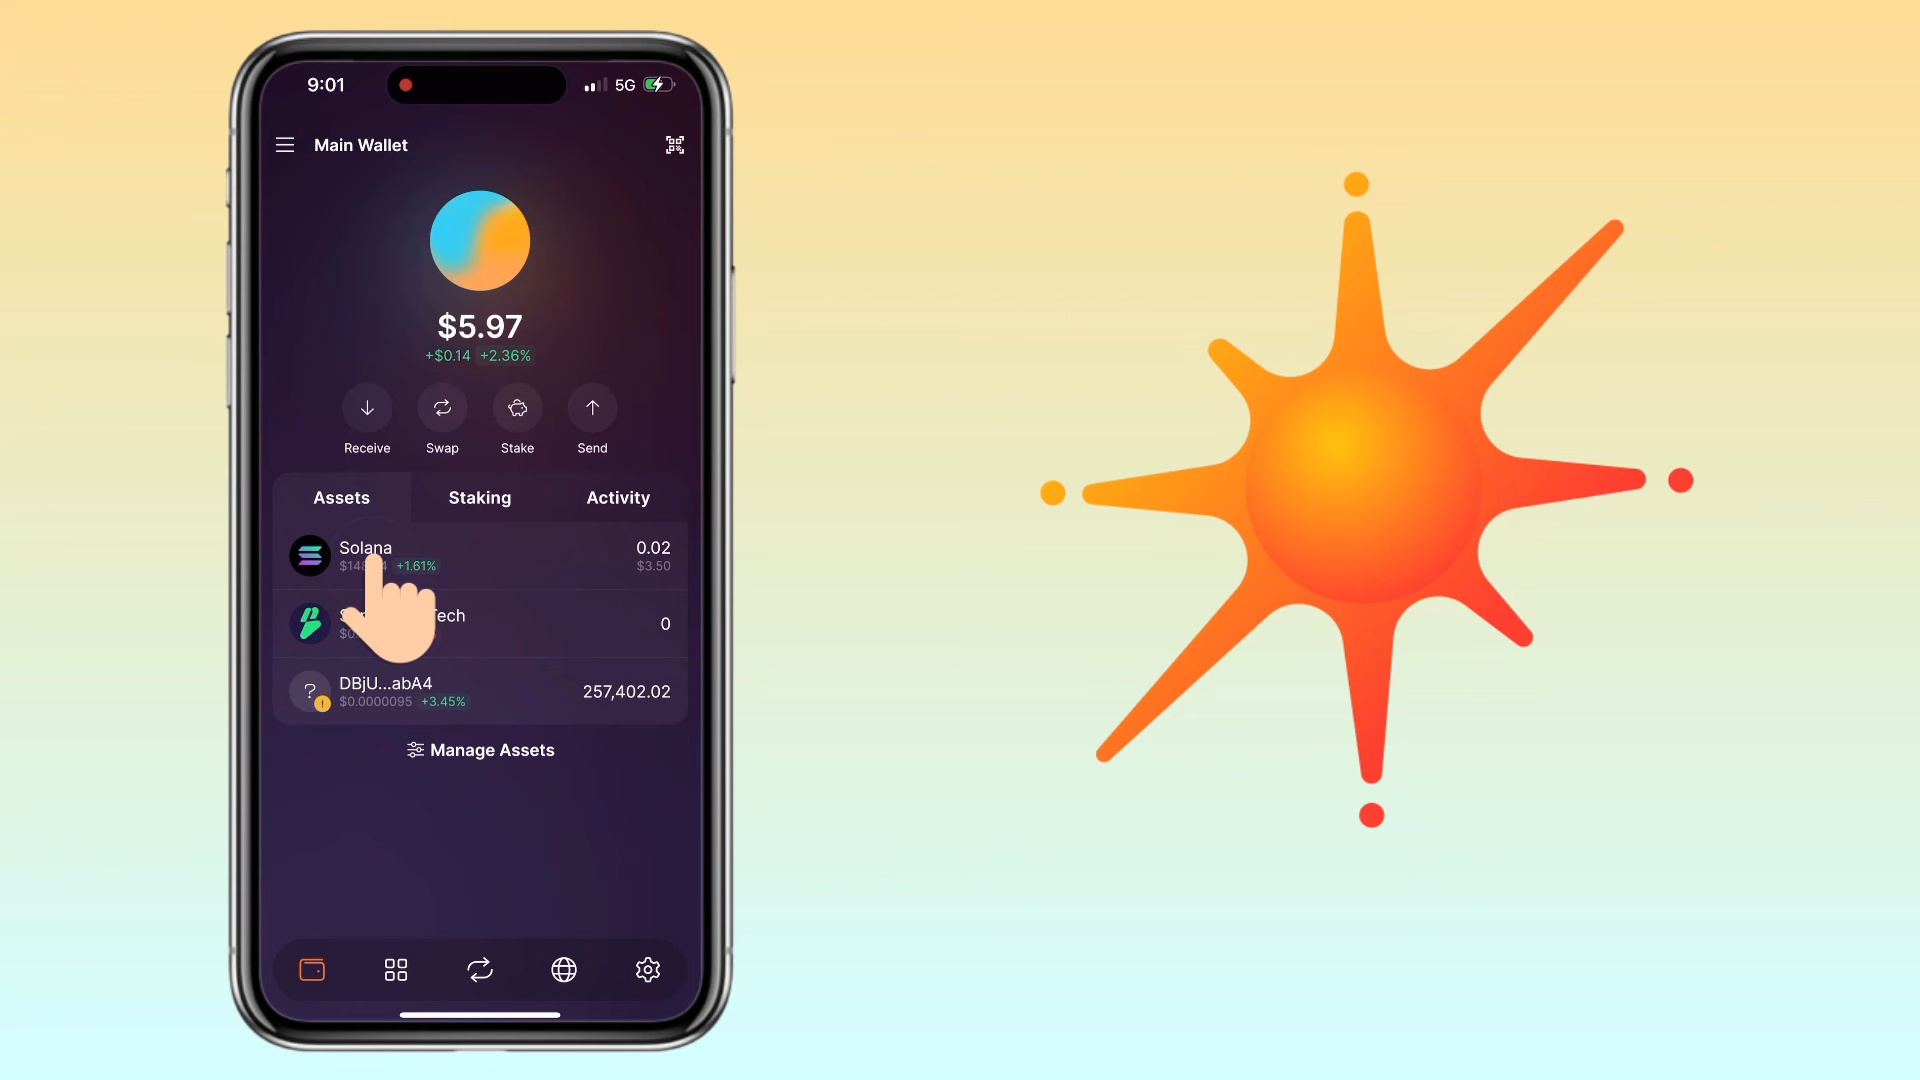 9:01
5G
Main Wallet
$5.97
+$0.14 +2.36%
Receive Swap Stake Send
Assets Staking Activity
Solana 0.02
+1.61% $3.50
0
DBjU...abA4 257,402.02
$0.0000095 +3.45%
Manage Assets